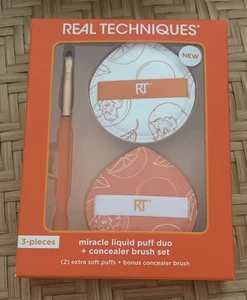 REAL TECHNIQUES®
NEW
RT®
RT®
3-pieces
miracle liquid puff duo
+ concealer brush set
(2) extra soft puffs + bonus concealer brush